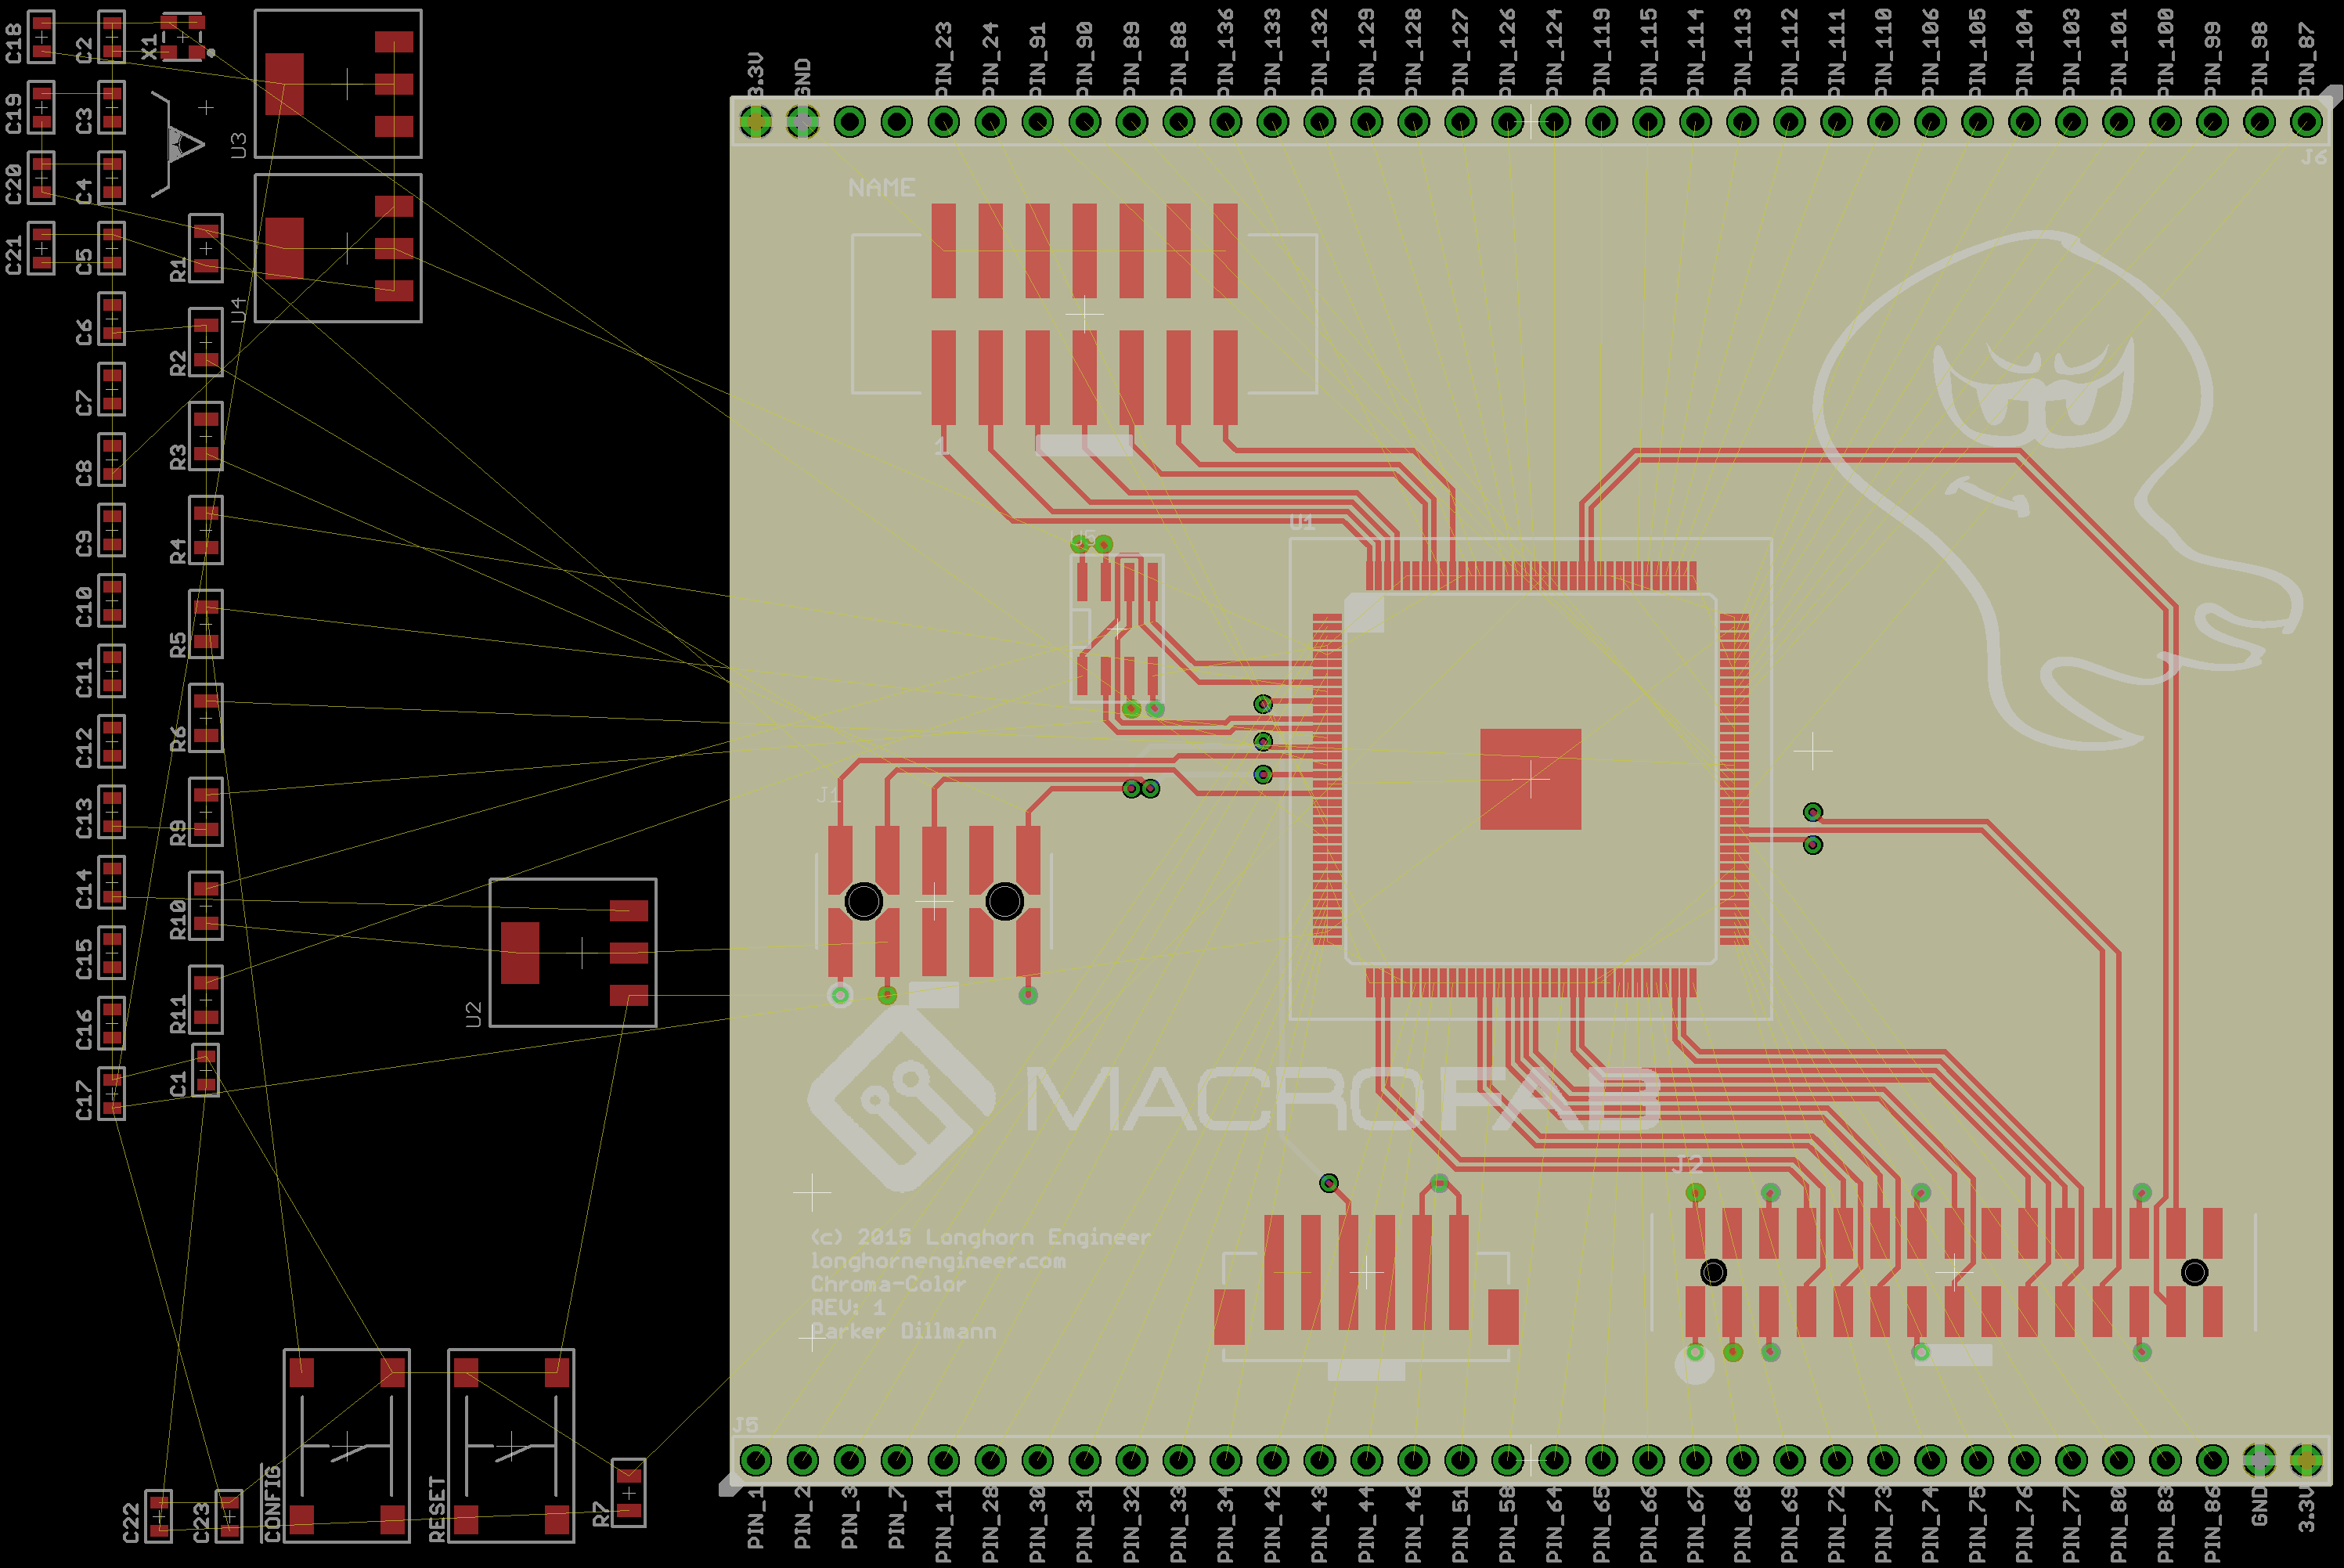 C18
C2
X1
C19
C3
C20
C4
U3
C21
C5
R1
C6
R2
U4
C7
C8
R3
C9
R4
C10
C11
R5
C12
R6
C13
R9
C14
R10
C15
C16
R11
C17
C1
U2
C22
C23
CONFIG
RESET
R7
3.3V
GND
PIN_23
PIN_24
PIN_91
PIN_90
PIN_89
PIN_88
PIN_136
PIN_133
PIN_132
PIN_129
PIN_128
PIN_127
PIN_126
PIN_124
PIN_119
PIN_115
PIN_114
PIN_113
PIN_112
PIN_111
PIN_110
PIN_106
PIN_105
PIN_104
PIN_103
PIN_101
PIN_100
PIN_99
PIN_98
PIN_87
J6
NAME
1
U1
U5
J1
MACROFAB
J2
(c) 2015 Longhorn Engineer
longhornengineer.com
Chroma-Color
REV: 1
Parker Dillmann
J5
PIN_1
PIN_2
PIN_3
PIN_7
PIN_11
PIN_28
PIN_30
PIN_31
PIN_32
PIN_33
PIN_34
PIN_42
PIN_43
PIN_44
PIN_46
PIN_51
PIN_58
PIN_64
PIN_65
PIN_66
PIN_67
PIN_68
PIN_69
PIN_72
PIN_73
PIN_74
PIN_76
PIN_77
PIN_80
PIN_83
PIN_86
GND
3.3V